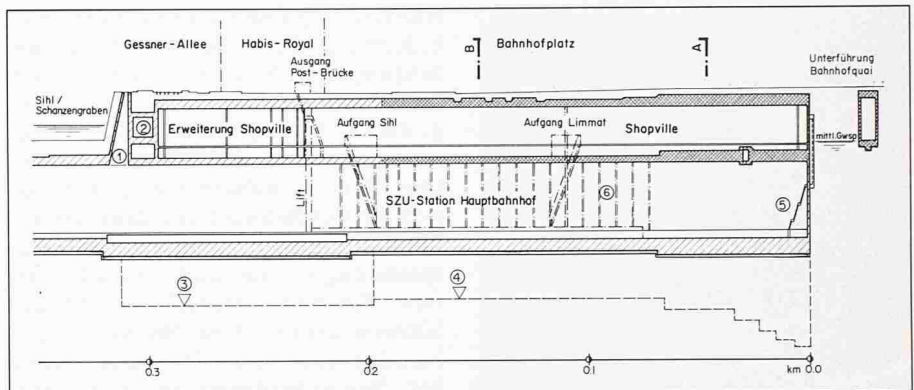 Gessner-Allee
Habis-Royal
B
Bahnhofplatz
A
Ausgang
Post-Brücke
Unterführung
Bahnhofquai
Sihl /
Schanzengraben
②
Erweiterung Shopville
Aufgang Sihl
Aufgang Limmat
Shopville
mittl.Gwsp
①
Lift
SZU-Station Hauptbahnhof
⑥
⑤
③
④
0.3
0.2
0.1
km 0.0